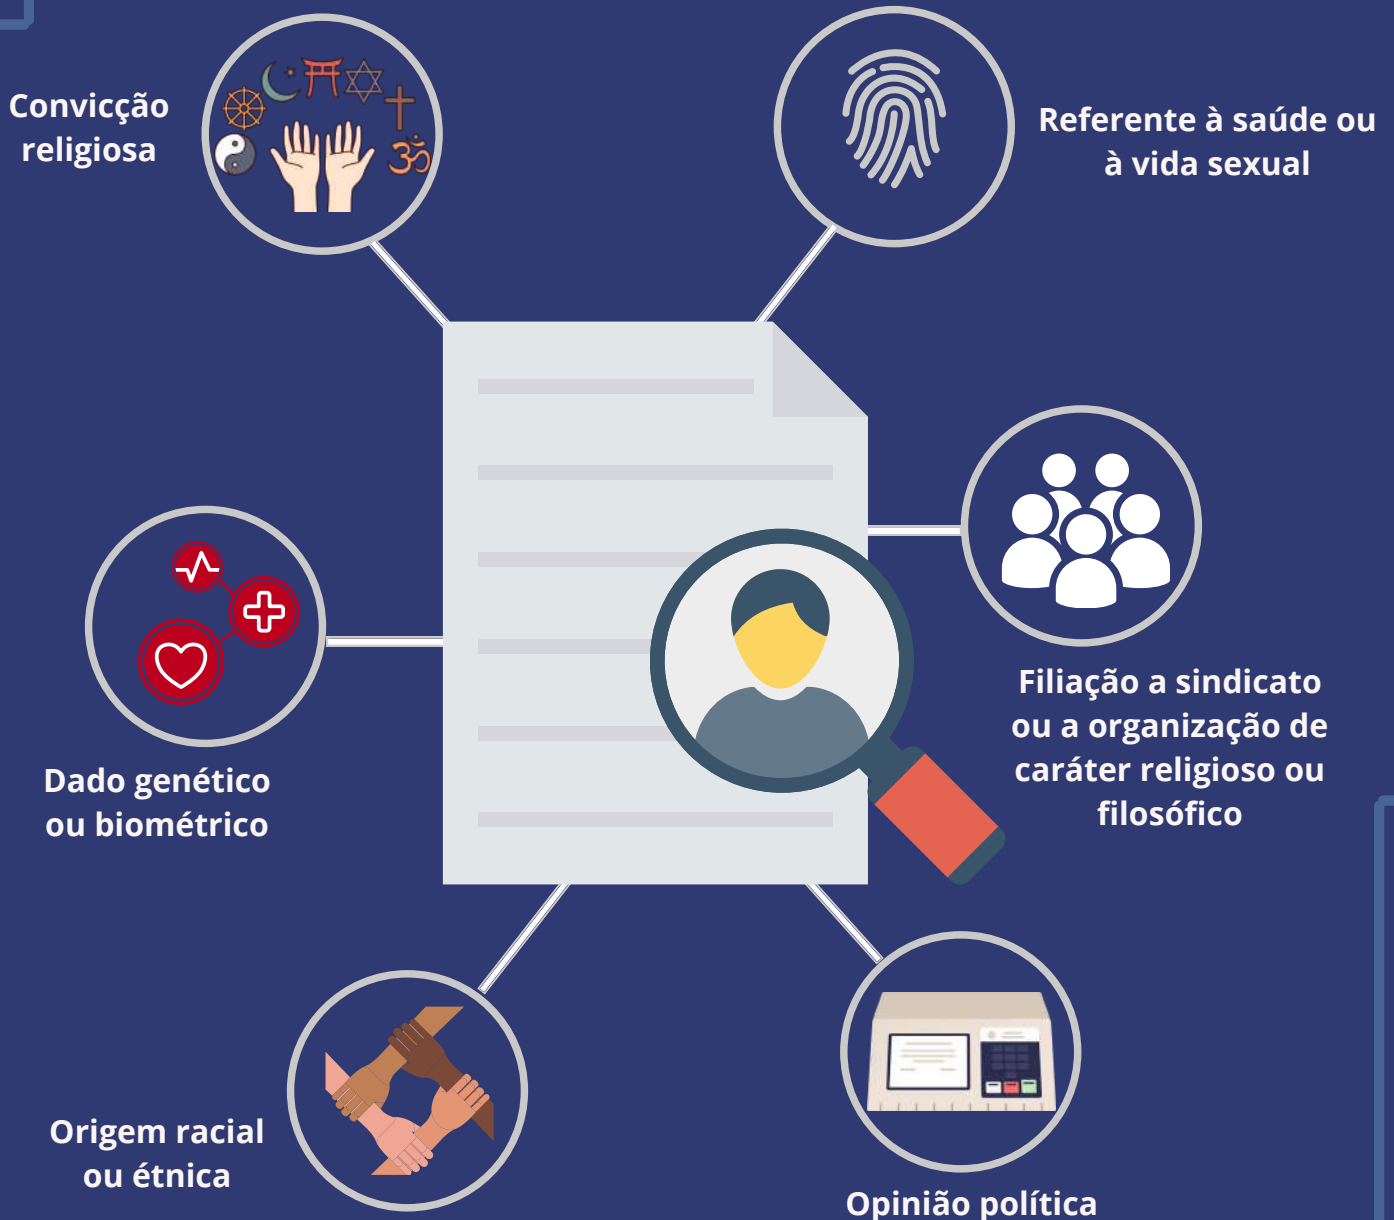 Convicção
religiosa
Referente à saúde ou
à vida sexual
Filiação a sindicato
ou a organização de
caráter religioso ou
filosófico
Dado genético
ou biométrico
Origem racial
ou étnica
Opinião política